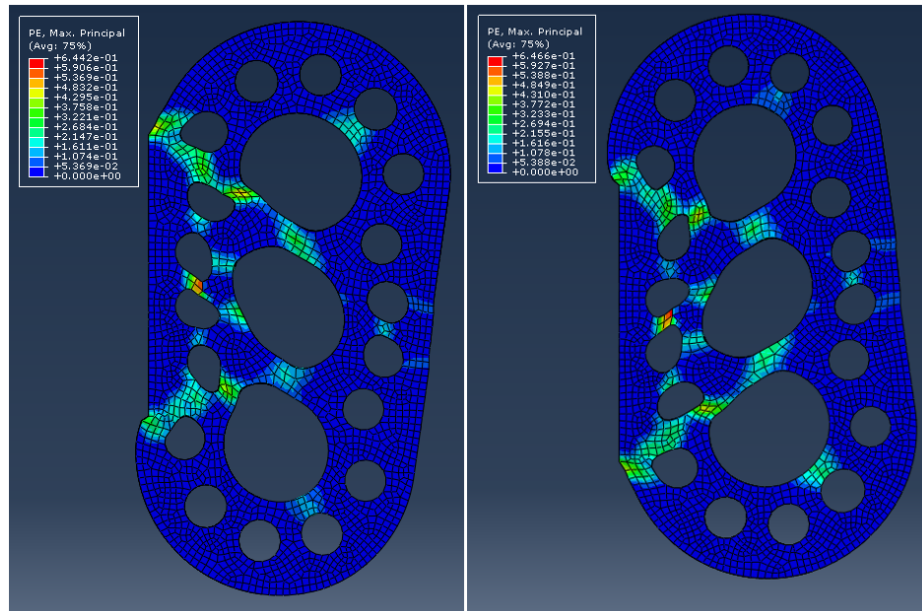 PE, Max. Principal
(Avg: 75%)
+6.442e-01
+5.906e-01
+5.369e-01
+4.832e-01
+4.295e-01
+3.758e-01
+3.221e-01
+2.684e-01
+2.147e-01
+1.611e-01
+1.074e-01
+5.369e-02
+0.000e+00
PE, Max. Principal
(Avg: 75%)
+6.466e-01
+5.927e-01
+5.388e-01
+4.849e-01
+4.310e-01
+3.772e-01
+3.233e-01
+2.694e-01
+2.155e-01
+1.616e-01
+1.078e-01
+5.388e-02
+0.000e+00